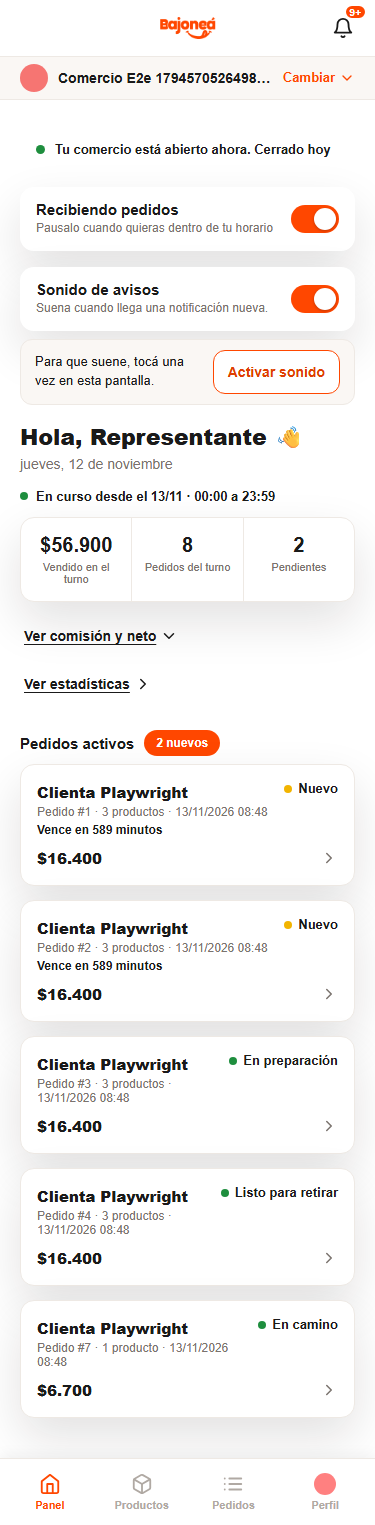 Bajoneá
9+
Comercio E2e 1794570526498...
Cambiar
Tu comercio está abierto ahora. Cerrado hoy
Recibiendo pedidos
Pausalo cuando quieras dentro de tu horario
Sonido de avisos
Suena cuando llega una notificación nueva.
Para que suene, tocá una
vez en esta pantalla.
Activar sonido
Hola, Representante 👋
jueves, 12 de noviembre
En curso desde el 13/11 · 00:00 a 23:59
$56.900
Vendido en el
turno
8
Pedidos del turno
2
Pendientes
Ver comisión y neto
Ver estadísticas
Pedidos activos
2 nuevos
Clienta Playwright
Nuevo
Pedido #1 · 3 productos · 13/11/2026 08:48
Vence en 589 minutos
$16.400
Clienta Playwright
Nuevo
Pedido #2 · 3 productos · 13/11/2026 08:48
Vence en 589 minutos
$16.400
Clienta Playwright
En preparación
Pedido #3 · 3 productos ·
13/11/2026 08:48
$16.400
Clienta Playwright
Listo para retirar
Pedido #4 · 3 productos ·
13/11/2026 08:48
$16.400
Clienta Playwright
En camino
Pedido #7 · 1 producto · 13/11/2026
08:48
$6.700
Panel
Productos
Pedidos
Perfil